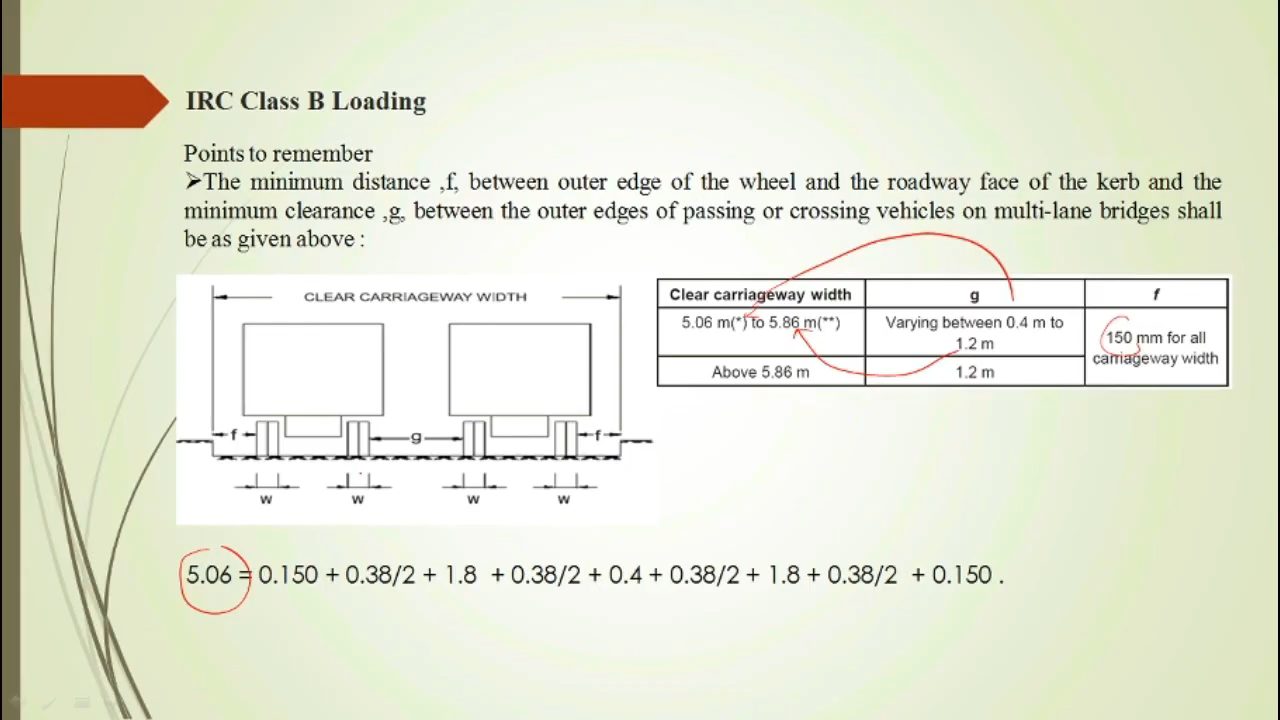 IRC Class B Loading
Points to remember
➤The minimum distance ,f, between outer edge of the wheel and the roadway face of the kerb and the
minimum clearance ,g, between the outer edges of passing or crossing vehicles on multi-lane bridges shall
be as given above :
CLEAR CARRIAGEWAY WIDTH
f g f
w w w w
Clear carriageway width g f
5.06 m(*) to 5.86 m(**) Varying between 0.4 m to
1.2 m
150 mm for all
carriageway width
Above 5.86 m 1.2 m
5.06 = 0.150 + 0.38/2 + 1.8 + 0.38/2 + 0.4 + 0.38/2 + 1.8 + 0.38/2 + 0.150 .